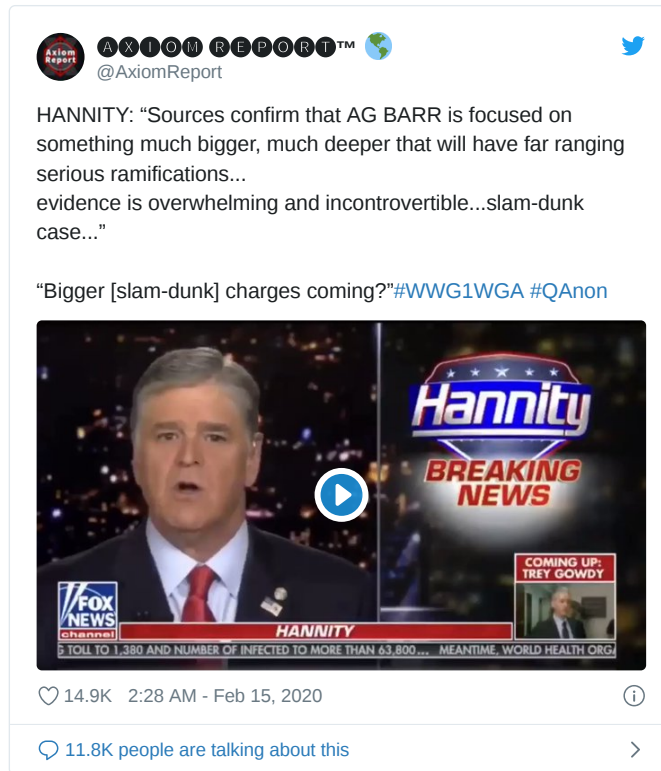 Axiom
Report
🅐🅧🅘🅞🅜 🅡🅔🅟🅞🅡🅣™ 🌎
@AxiomReport
HANNITY: “Sources confirm that AG BARR is focused on
something much bigger, much deeper that will have far ranging
serious ramifications...
evidence is overwhelming and incontrovertible...slam-dunk
case...”
“Bigger [slam-dunk] charges coming?”#WWG1WGA #QAnon
Hannity
BREAKING
NEWS
COMING UP:
TREY GOWDY
FOX
NEWS
channel
HANNITY
G TOLL TO 1,380 AND NUMBER OF INFECTED TO MORE THAN 63,800... MEANTIME, WORLD HEALTH ORGA
14.9K 2:28 AM - Feb 15, 2020
11.8K people are talking about this